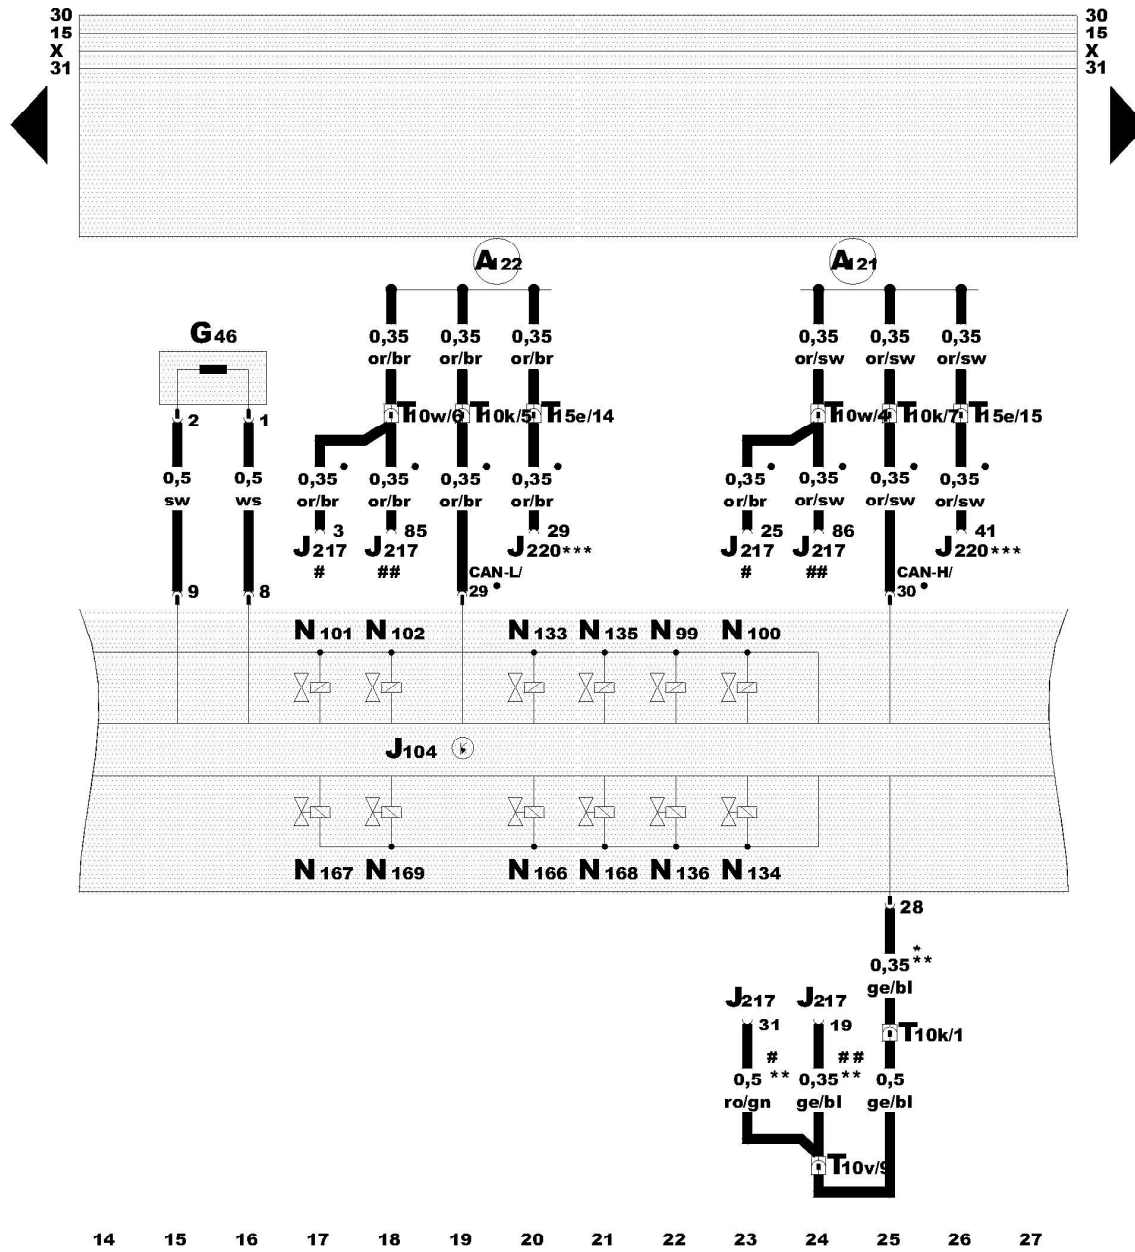 30 30
15 15
X X
31 31
A122 A121
G46
0,35 0,35 0,35 0,35 0,35 0,35
or/br or/br or/br or/sw or/sw or/sw
2 1 T10w/6 T10k/5 T15e/14 T10w/4 T10k/7 T15e/15
0,5 0,5 0,35 • 0,35 • 0,35 • 0,35 • 0,35 • 0,35 • 0,35 • 0,35 •
sw ws or/br or/br or/br or/br or/br or/sw or/sw or/sw
3 85 29 25 86 41
J217 J217 J220*** J217 J217 J220***
# ## CAN-L/ # ## CAN-H/
9 8 29 • 30 •
N101 N102 N133 N135 N99 N100
J104
N167 N169 N166 N168 N136 N134
28
*
0,35 **
ge/bl
J217 J217
31 19 T10k/1
# ##
0,5 ** 0,35 ** 0,5
ro/gn ge/bl ge/bl
T10v/9
14 15 16 17 18 19 20 21 22 23 24 25 26 27